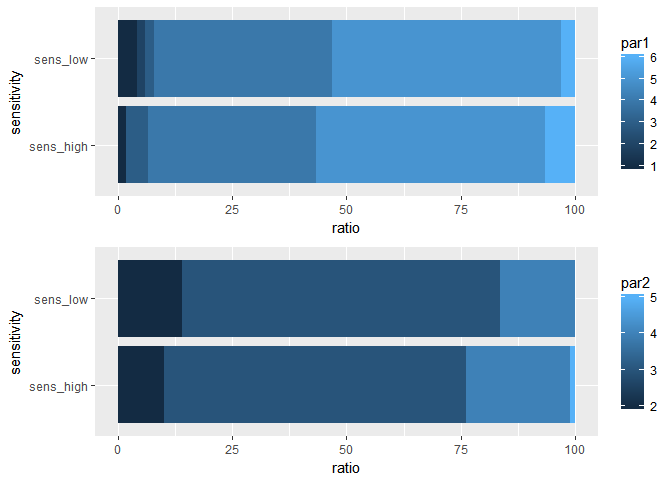 sensitivity
sens_low
sens_high
0 25 50 75 100
ratio
par1
6
5
4
3
2
1
sensitivity
sens_low
sens_high
0 25 50 75 100
ratio
par2
5
4
3
2